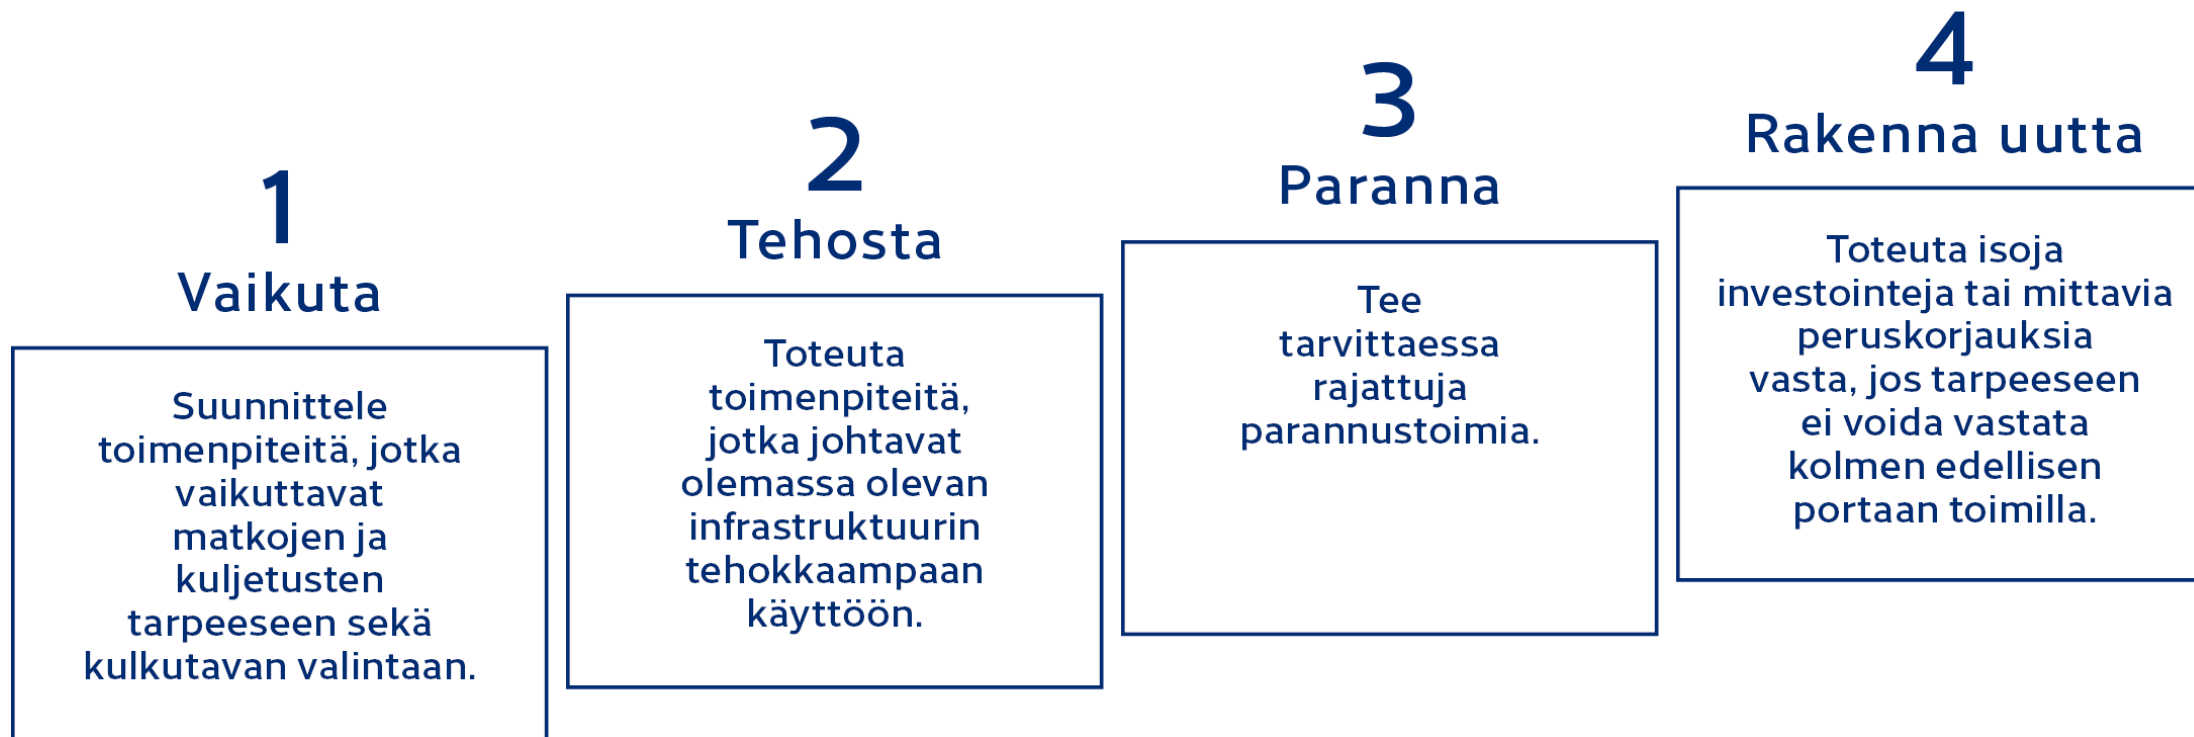 1
Vaikuta
Suunnittele
toimenpiteitä, jotka
vaikuttavat
matkojen ja
kuljetusten
tarpeeseen sekä
kulkutavan valintaan.
2
Tehosta
Toteuta
toimenpiteitä,
jotka johtavat
olemassa olevan
infrastruktuurin
tehokkaampaan
käyttöön.
3
Paranna
Tee
tarvittaessa
rajattuja
parannustoimia.
4
Rakenna uutta
Toteuta isoja
investointeja tai mittavia
peruskorjauksia
vasta, jos tarpeeseen
ei voida vastata
kolmen edellisen
portaan toimilla.